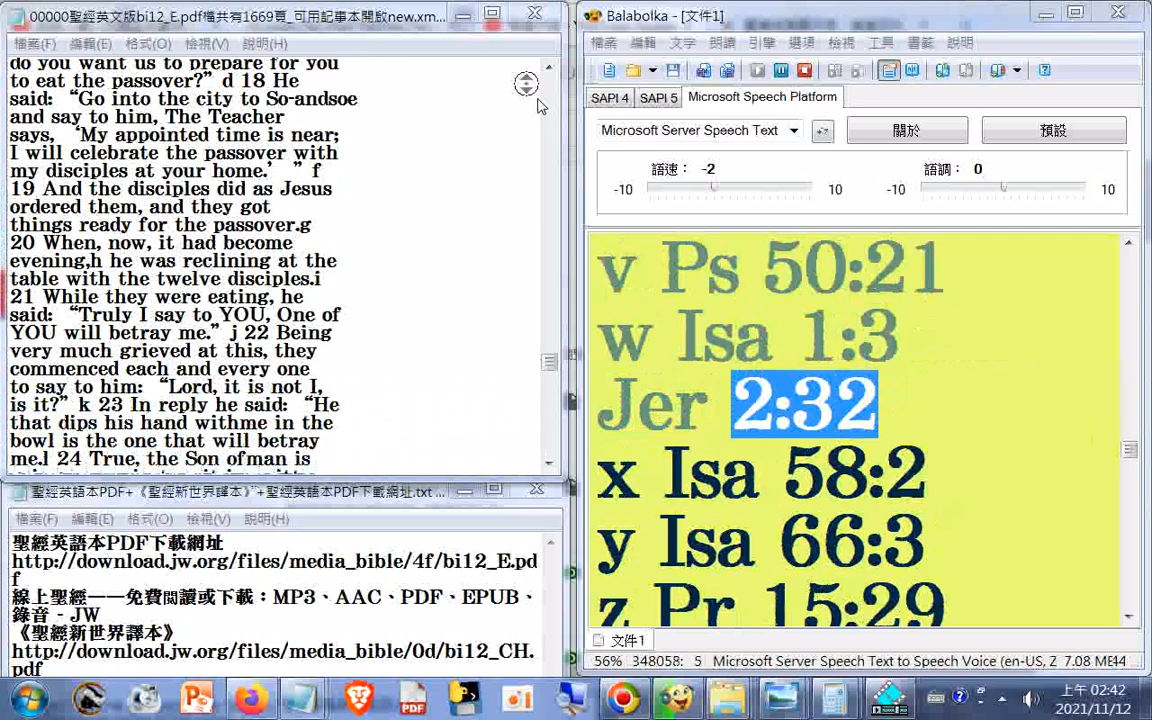 00000聖經英文版bi12_E.pdf檔共有1669頁_可用記事本開啟new.xm...
檔案(F) 編輯(E) 格式(O) 檢視(V) 說明(H)
do you want us to prepare for you
to eat the passover?” d 18 He
said: “Go into the city to So-andsoe
and say to him, The Teacher
says, ‘My appointed time is near;
I will celebrate the passover with
my disciples at your home.’ ” f
19 And the disciples did as Jesus
ordered them, and they got
things ready for the passover.g
20 When, now, it had become
evening,h he was reclining at the
table with the twelve disciples.i
21 While they were eating, he
said: “Truly I say to YOU, One of
YOU will betray me.” j 22 Being
very much grieved at this, they
commenced each and every one
to say to him: “Lord, it is not I,
is it?” k 23 In reply he said: “He
that dips his hand withme in the
bowl is the one that will betray
me.l 24 True, the Son ofman is
聖經英語本PDF+《聖經新世界譯本》"+聖經英語本PDF下載網址.txt ...
檔案(F) 編輯(E) 格式(O) 檢視(V) 說明(H)
聖經英語本PDF下載網址
http://download.jw.org/files/media_bible/4f/bi12_E.pd
f
線上聖經——免費閱讀或下載：MP3、AAC、PDF、EPUB、
錄音 - JW
《聖經新世界譯本》
http://download.jw.org/files/media_bible/0d/bi12_CH.
pdf
Balabolka - [文件1]
檔案 編輯 文字 朗讀 引擎 選項 檢視 工具 書籤 說明
SAPI 4 SAPI 5 Microsoft Speech Platform
Microsoft Server Speech Text 關於 預設
語速： -2 語調： 0
-10 10 -10 10
v Ps 50:21
w Isa 1:3
Jer 2:32
x Isa 58:2
y Isa 66:3
z Pr 15:29
文件1
56% 348058: 5 Microsoft Server Speech Text to Speech Voice (en-US, Z 7.08 ME44
上午 02:42
2021/11/12